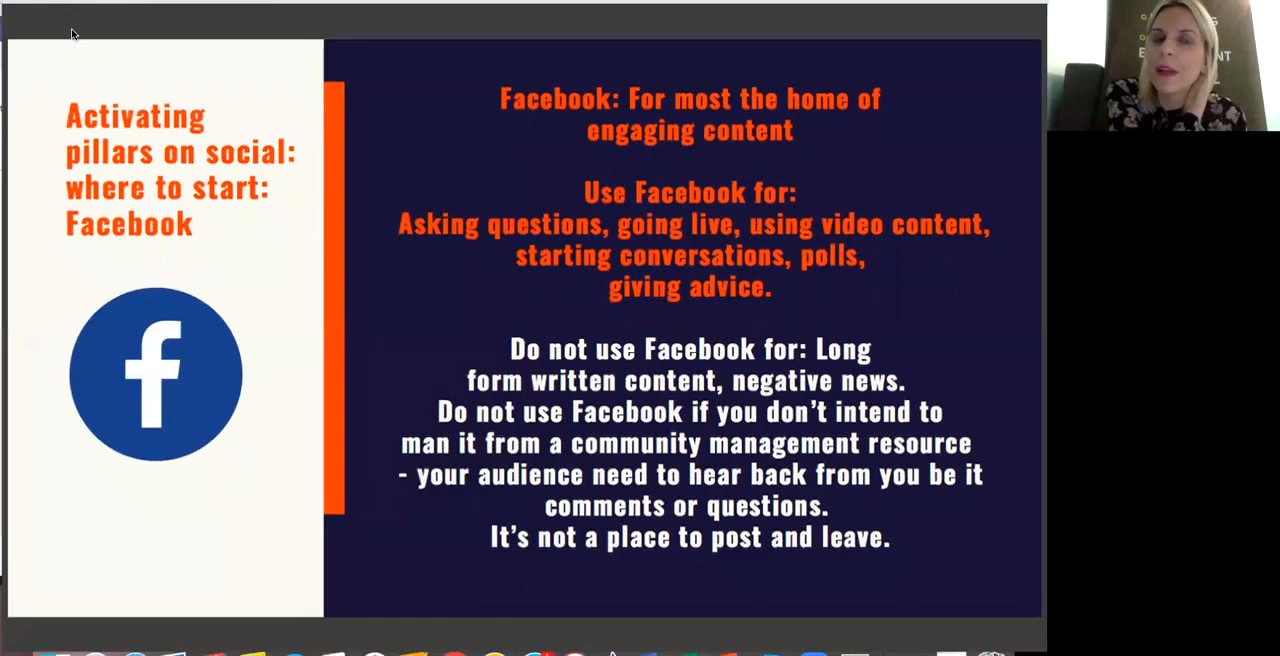 Activating
pillars on social:
where to start:
Facebook
f
Facebook: For most the home of
engaging content
Use Facebook for:
Asking questions, going live, using video content,
starting conversations, polls,
giving advice.
Do not use Facebook for: Long
form written content, negative news.
Do not use Facebook if you don’t intend to
man it from a community management resource
- your audience need to hear back from you be it
comments or questions.
It’s not a place to post and leave.